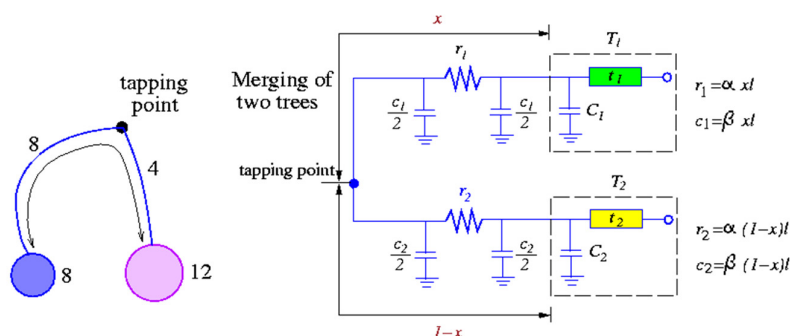 tapping
point
8
4
8
12
Merging of
two trees
tapping point
x
r₁
c₁/2
c₁/2
C₁
T₁
t₁
r₁=α xl
c₁=β xl
r₂
c₂/2
c₂/2
C₂
T₂
t₂
r₂=α (l−x)l
c₂=β (l−x)l
l−x